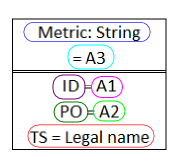 Metric: String
= A3
ID = A1
PO = A2
TS = Legal name